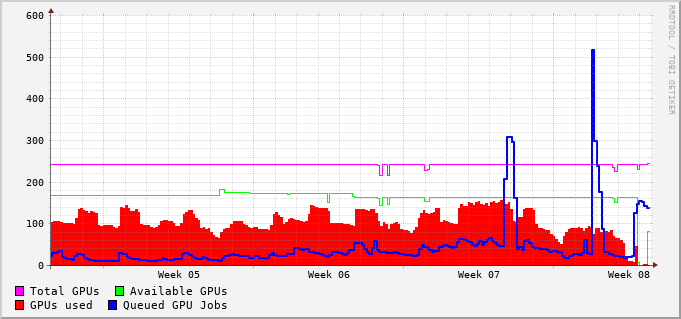 600
500
400
300
200
100
0
Week 05 Week 06 Week 07 Week 08
Total GPUs Available GPUs
GPUs used Queued GPU Jobs
RRDTOOL / TOBI OETIKER